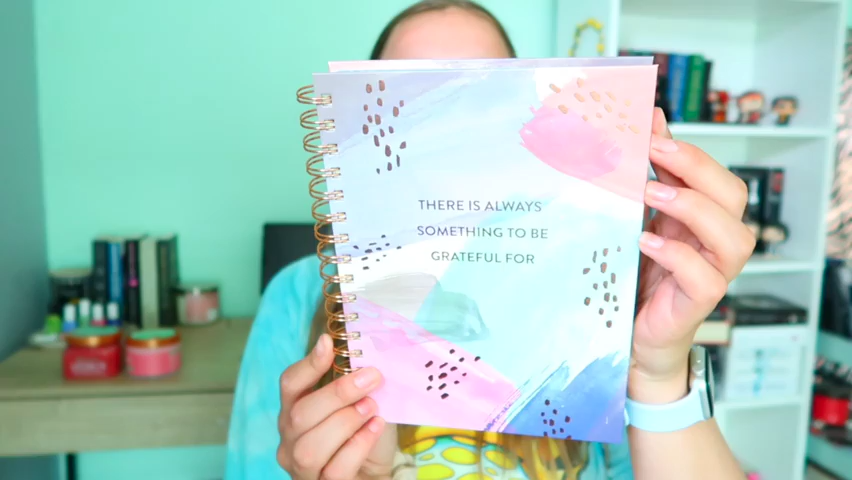 THERE IS ALWAYS
SOMETHING TO BE
GRATEFUL FOR